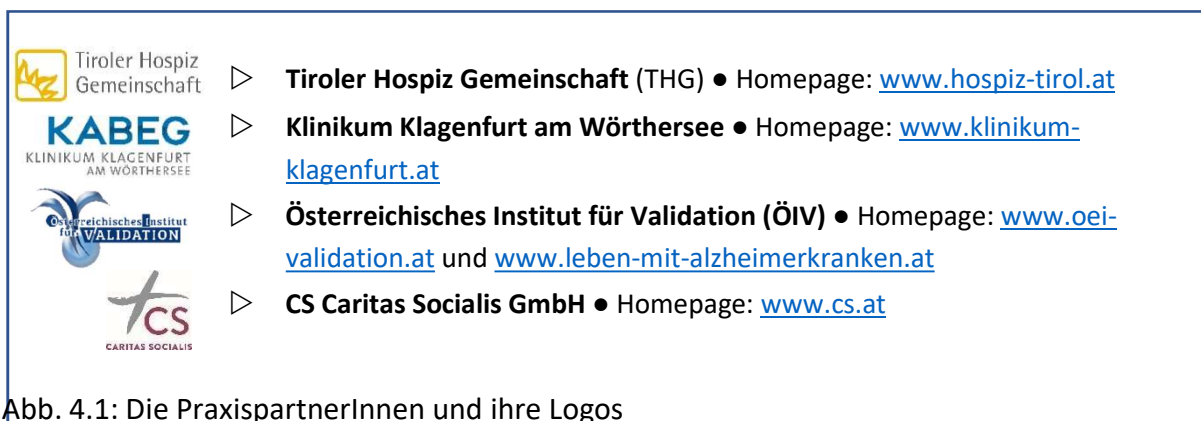 Tiroler Hospiz
Gemeinschaft
▷ Tiroler Hospiz Gemeinschaft (THG) ● Homepage: www.hospiz-tirol.at
KABEG
KLINIKUM KLAGENFURT
AM WÖRTHERSEE
▷ Klinikum Klagenfurt am Wörthersee ● Homepage: www.klinikum-
klagenfurt.at
Österreichisches Institut
für VALIDATION
▷ Österreichisches Institut für Validation (ÖIV) ● Homepage: www.oei-
validation.at und www.leben-mit-alzheimerkranken.at
CS
CARITAS SOCIALIS
▷ CS Caritas Socialis GmbH ● Homepage: www.cs.at
Abb. 4.1: Die PraxispartnerInnen und ihre Logos